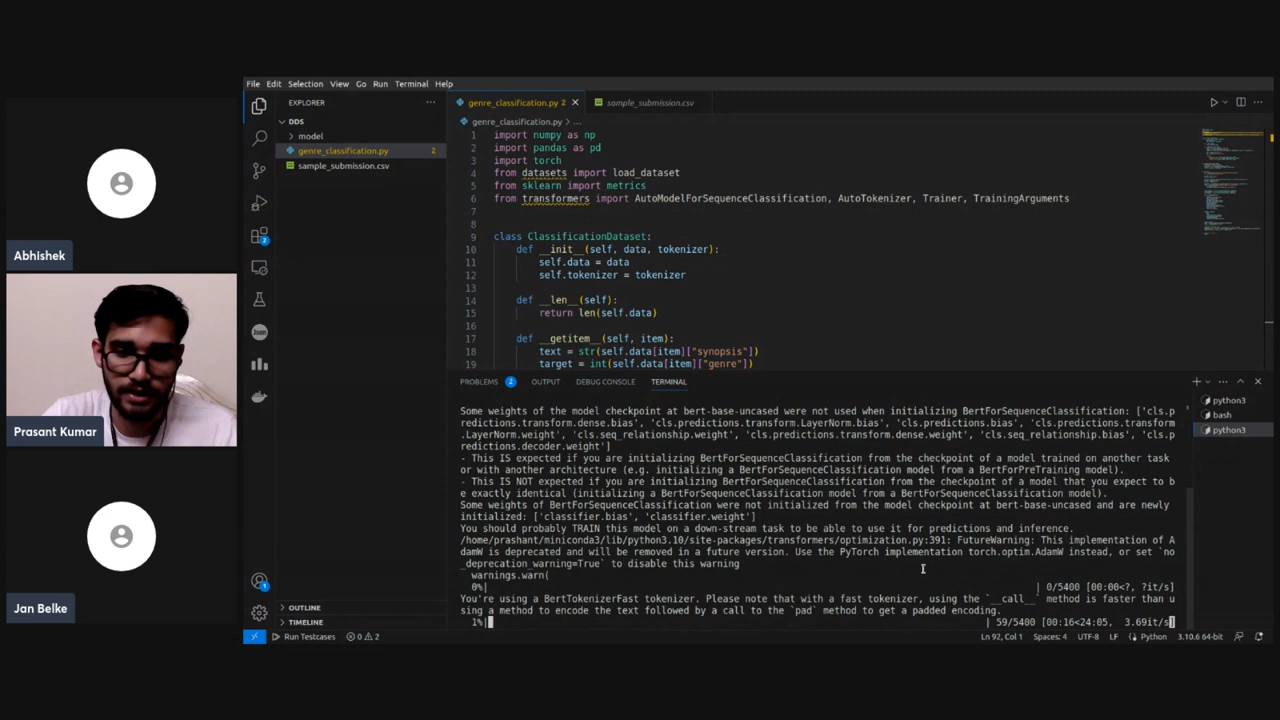 File Edit Selection View Go Run Terminal Help
EXPLORER
DDS
model
genre_classification.py 2
sample_submission.csv
OUTLINE
TIMELINE
genre_classification.py 2
sample_submission.csv
genre_classification.py > ...
1 import numpy as np
2 import pandas as pd
3 import torch
4 from datasets import load_dataset
5 from sklearn import metrics
6 from transformers import AutoModelForSequenceClassification, AutoTokenizer, Trainer, TrainingArguments
7
8
9 class ClassificationDataset:
10 def __init__(self, data, tokenizer):
11 self.data = data
12 self.tokenizer = tokenizer
13
14 def __len__(self):
15 return len(self.data)
16
17 def __getitem__(self, item):
18 text = str(self.data[item]["synopsis"])
19 target = int(self.data[item]["genre"])
PROBLEMS 2 OUTPUT DEBUG CONSOLE TERMINAL
python3
bash
python3
Some weights of the model checkpoint at bert-base-uncased were not used when initializing BertForSequenceClassification: ['cls.p
redictions.transform.dense.bias', 'cls.predictions.transform.LayerNorm.bias', 'cls.predictions.bias', 'cls.predictions.transform
.LayerNorm.weight', 'cls.seq_relationship.weight', 'cls.predictions.transform.dense.weight', 'cls.seq_relationship.bias', 'cls.p
redictions.decoder.weight']
- This IS expected if you are initializing BertForSequenceClassification from the checkpoint of a model trained on another task
or with another architecture (e.g. initializing a BertForSequenceClassification model from a BertForPreTraining model).
- This IS NOT expected if you are initializing BertForSequenceClassification from the checkpoint of a model that you expect to b
e exactly identical (initializing a BertForSequenceClassification model from a BertForSequenceClassification model).
Some weights of BertForSequenceClassification were not initialized from the model checkpoint at bert-base-uncased and are newly
initialized: ['classifier.bias', 'classifier.weight']
You should probably TRAIN this model on a down-stream task to be able to use it for predictions and inference.
/home/prashant/miniconda3/lib/python3.10/site-packages/transformers/optimization.py:391: FutureWarning: This implementation of A
damW is deprecated and will be removed in a future version. Use the PyTorch implementation torch.optim.AdamW instead, or set `no
_deprecation_warning=True` to disable this warning
warnings.warn(
0%| | 0/5400 [00:00<?, ?it/s]
You're using a BertTokenizerFast tokenizer. Please note that with a fast tokenizer, using the `__call__` method is faster than u
sing a method to encode the text followed by a call to the `pad` method to get a padded encoding.
1%| | 59/5400 [00:16<24:05, 3.69it/s]
Run Testcases 0 2 Ln 92, Col 1 Spaces: 4 UTF-8 LF Python 3.10.6 64-bit
Abhishek
Prasant Kumar
Jan Belke